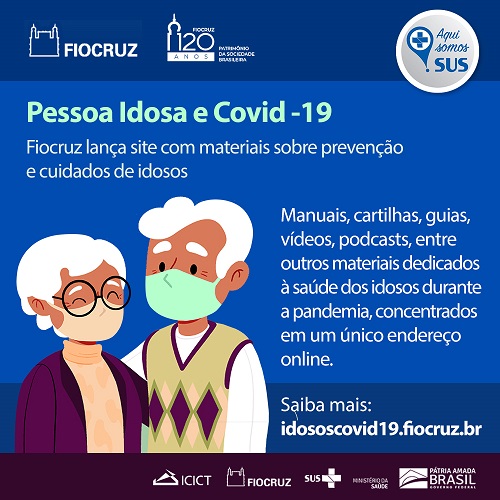 FIOCRUZ
FIOCRUZ
120
ANOS
PATRIMÔNIO
DA SOCIEDADE
BRASILEIRA
Aqui
somos
SUS
Pessoa Idosa e Covid -19
Fiocruz lança site com materiais sobre prevenção
e cuidados de idosos
Manuais, cartilhas, guias,
vídeos, podcasts, entre
outros materiais dedicados
à saúde dos idosos durante
a pandemia, concentrados
em um único endereço
online.
Saiba mais:
idososcovid19.fiocruz.br
ICICT
FIOCRUZ
SUS
MINISTÉRIO DA
SAÚDE
PÁTRIA AMADA
BRASIL
GOVERNO FEDERAL